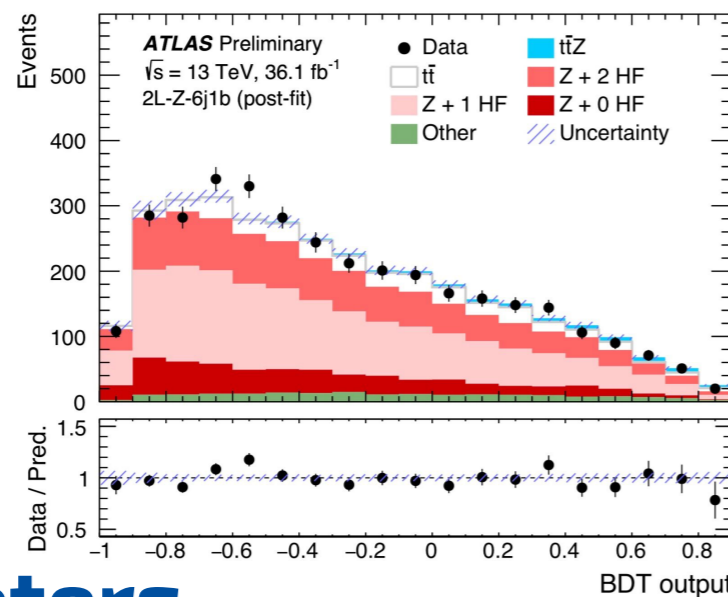 Events
500
400
300
200
100
0
ATLAS Preliminary
√s = 13 TeV, 36.1 fb-1
2L-Z-6j1b (post-fit)
Data
tt̄Z
tt̄
Z + 2 HF
Z + 1 HF
Z + 0 HF
Other
Uncertainty
Data / Pred.
1.5
1
0.5
−1 −0.8 −0.6 −0.4 −0.2 0 0.2 0.4 0.6 0.8
BDT output